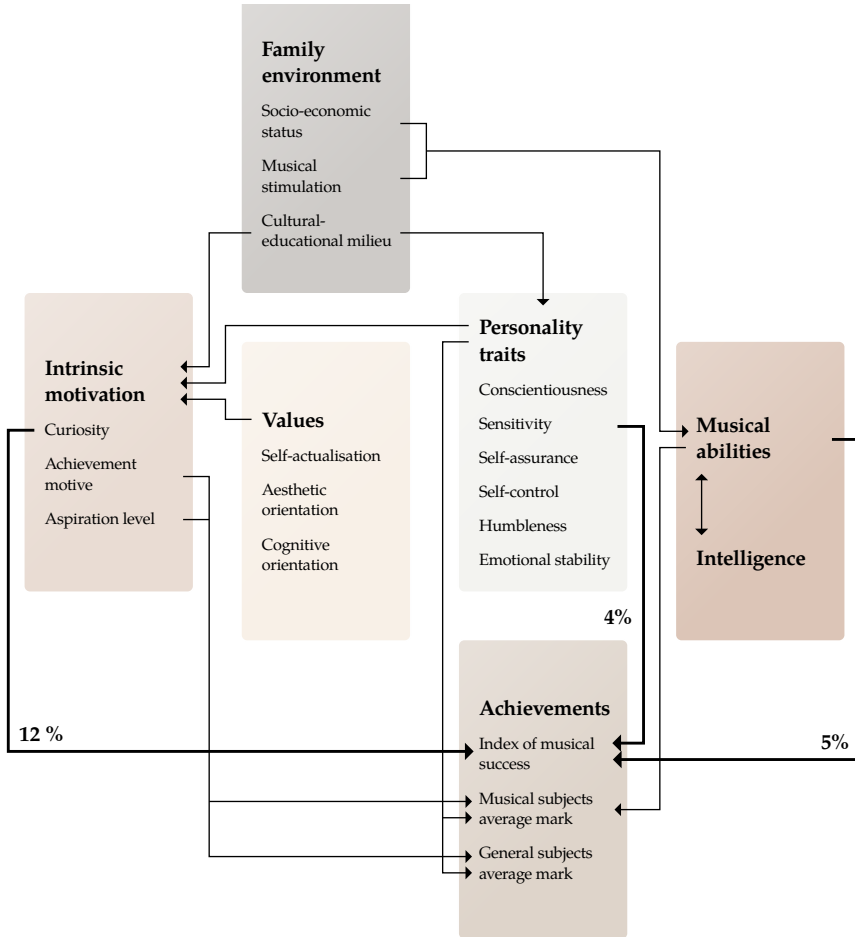 Family
environment
Socio-economic
status
Musical
stimulation
Cultural-
educational milieu
Intrinsic
motivation
Curiosity
Achievement
motive
Aspiration level
Values
Self-actualisation
Aesthetic
orientation
Cognitive
orientation
Personality
traits
Conscientiousness
Sensitivity
Self-assurance
Self-control
Humbleness
Emotional stability
Musical
abilities
Intelligence
4%
12 %
5%
Achievements
Index of musical
success
Musical subjects
average mark
General subjects
average mark